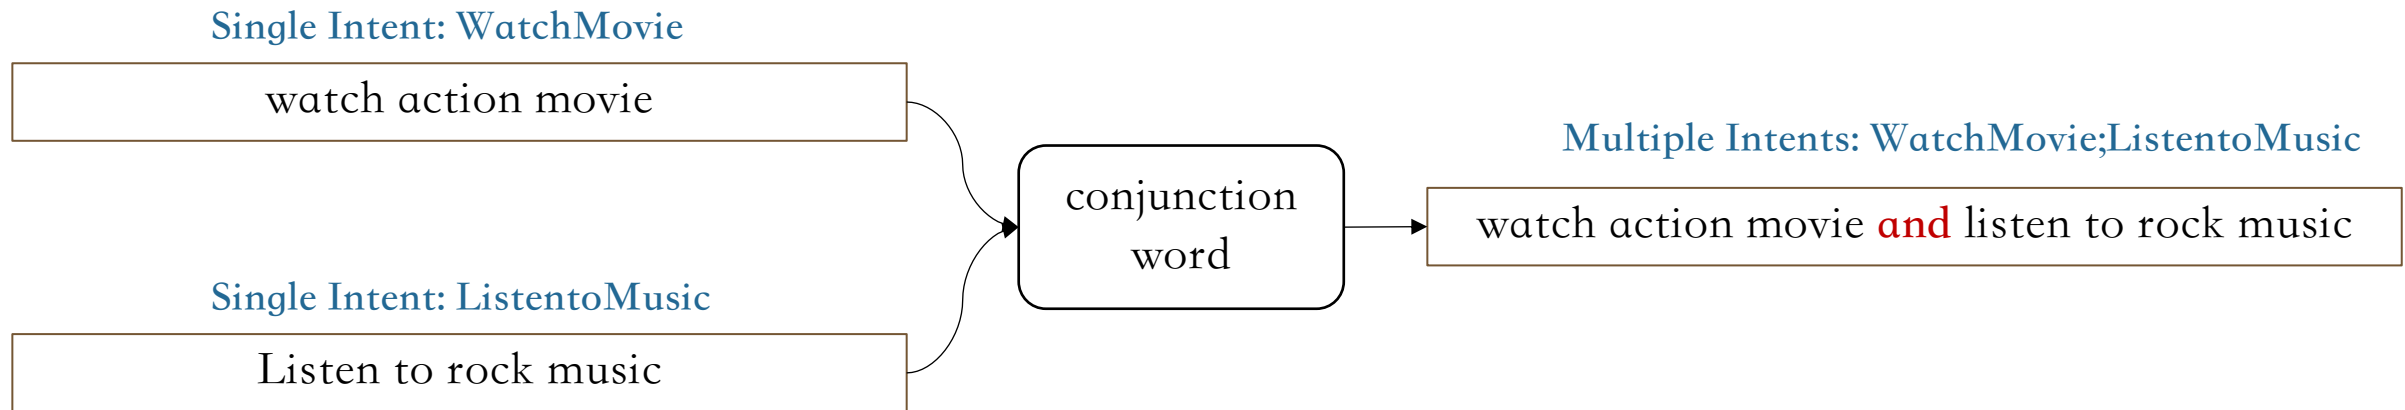 Single Intent: WatchMovie
watch action movie
Single Intent: ListentoMusic
Listen to rock music
conjunction
word
Multiple Intents: WatchMovie;ListentoMusic
watch action movie and listen to rock music